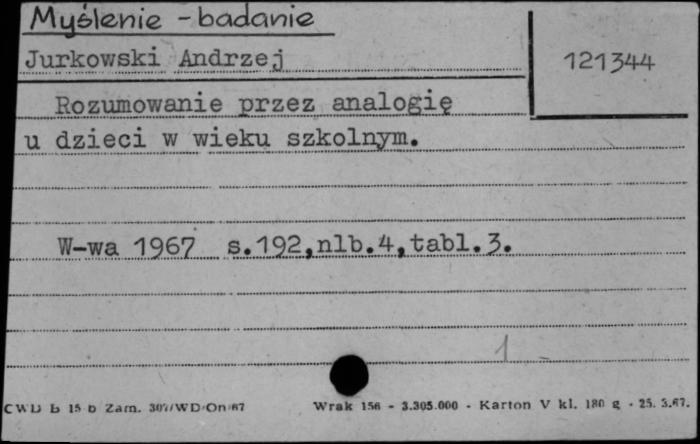 Myślenie - badanie
Jurkowski Andrzej
121344
Rozumowanie przez analogię
u dzieci w wieku szkolnym.
W-wa 1967 s.192,nlb.4,tabl.3.
1
CWD b 15 b Zam. 307/WD-On/67 Wrak 156 - 3.305.000 - Karton V kl. 180 g - 25. 3.67.